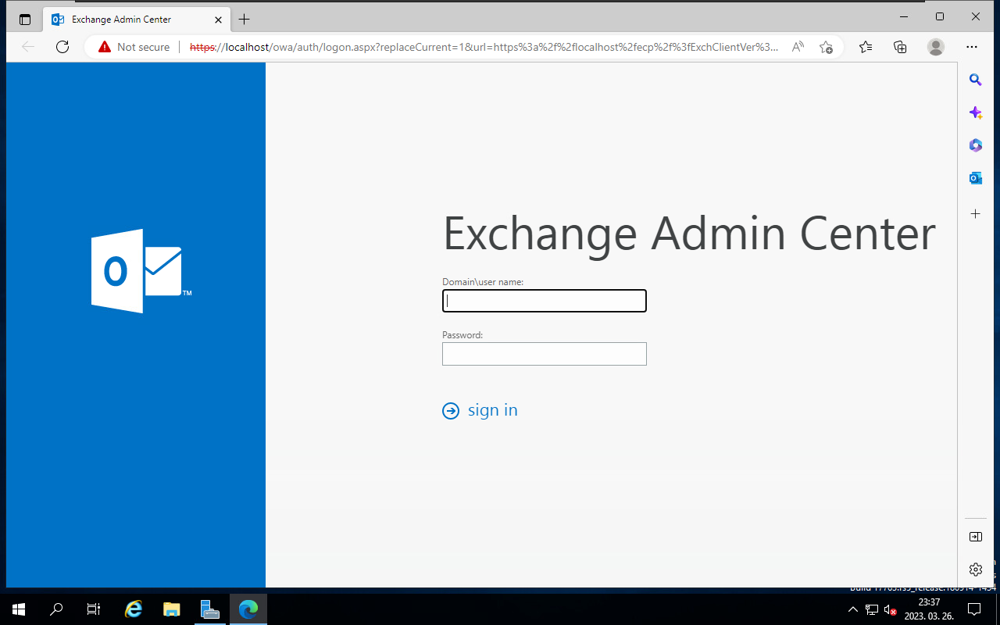 Exchange Admin Center
Not secure
https://localhost/owa/auth/logon.aspx?replaceCurrent=1&url=https%3a%2f%2flocalhost%2fecp%2f%3fExchClientVer%3...
Exchange Admin Center
Domain\user name:
Password:
sign in
TM
Build 17763.rs5_release.180914-1434
23:37
2023. 03. 26.